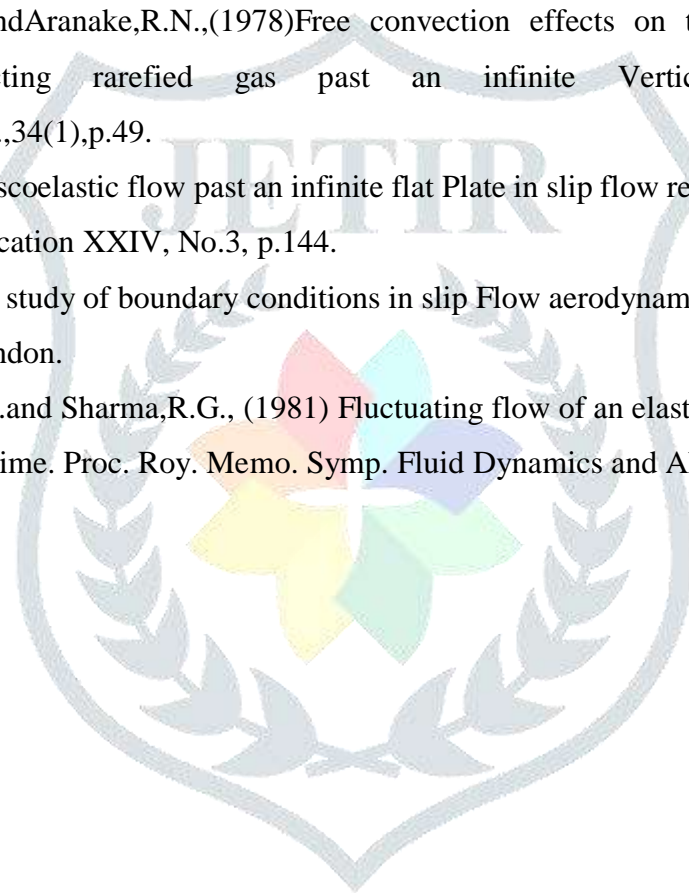 ndAranake,R.N.,(1978)Free convection effects on t
cting rarefied gas past an infinite Vertic
.,34(1),p.49.
JETIR
scoelastic flow past an infinite flat Plate in slip flow re
cation XXIV, No.3, p.144.
study of boundary conditions in slip Flow aerodynam
ndon.
.and Sharma,R.G., (1981) Fluctuating flow of an elast
ime. Proc. Roy. Memo. Symp. Fluid Dynamics and Al